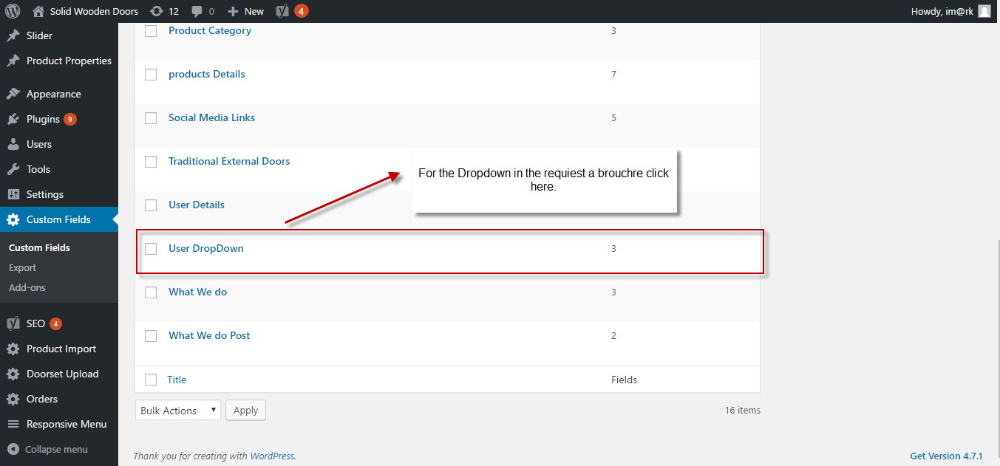 Solid Wooden Doors 12 0 New 4 Howdy, im@rk
Slider
Product Properties
Appearance
Plugins 9
Users
Tools
Settings
Custom Fields
Custom Fields
Export
Add-ons
SEO 4
Product Import
Doorset Upload
Orders
Responsive Menu
Collapse menu
Product Category 3
products Details 7
Social Media Links 5
Traditional External Doors
For the Dropdown in the requiest a brouchre click
here.
User Details
User DropDown 3
What We do 3
What We do Post 2
Title Fields
Bulk Actions Apply 16 items
Thank you for creating with WordPress. Get Version 4.7.1